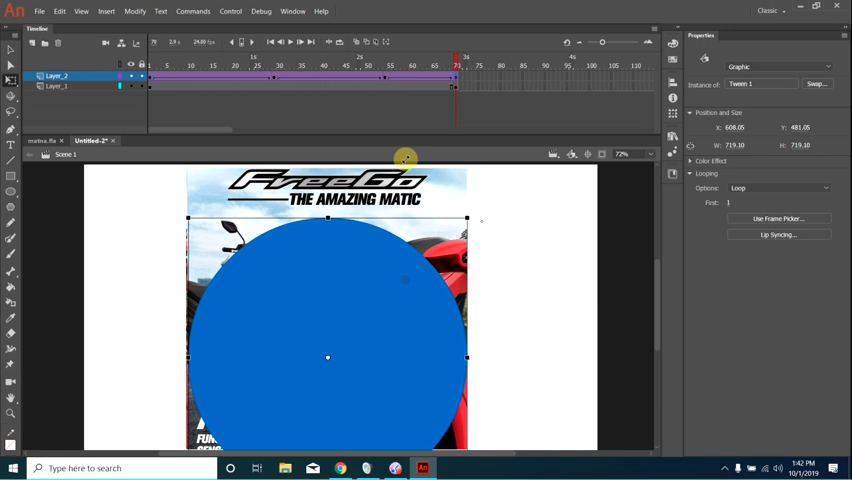 An File Edit View Insert Modify Text Commands Control Debug Window Help Classic
Timeline
70 2.9 s 24.00 fps
1s 2s 3s 4s
1 5 10 15 20 25 30 35 40 45 50 55 60 65 70 75 80 85 90 95 100 105 110
Layer_2
Layer_1
matna.fla × Untitled-2* ×
Scene 1 72%
FreeGo
THE AMAZING MATIC
Properties
Graphic
Instance of: Tween 1 Swap...
Position and Size
X: 608.05 Y: 481.05
W: 719.10 H: 719.10
Color Effect
Looping
Options: Loop
First: 1
Use Frame Picker...
Lip Syncing...
Type here to search
An
1:42 PM
10/1/2019